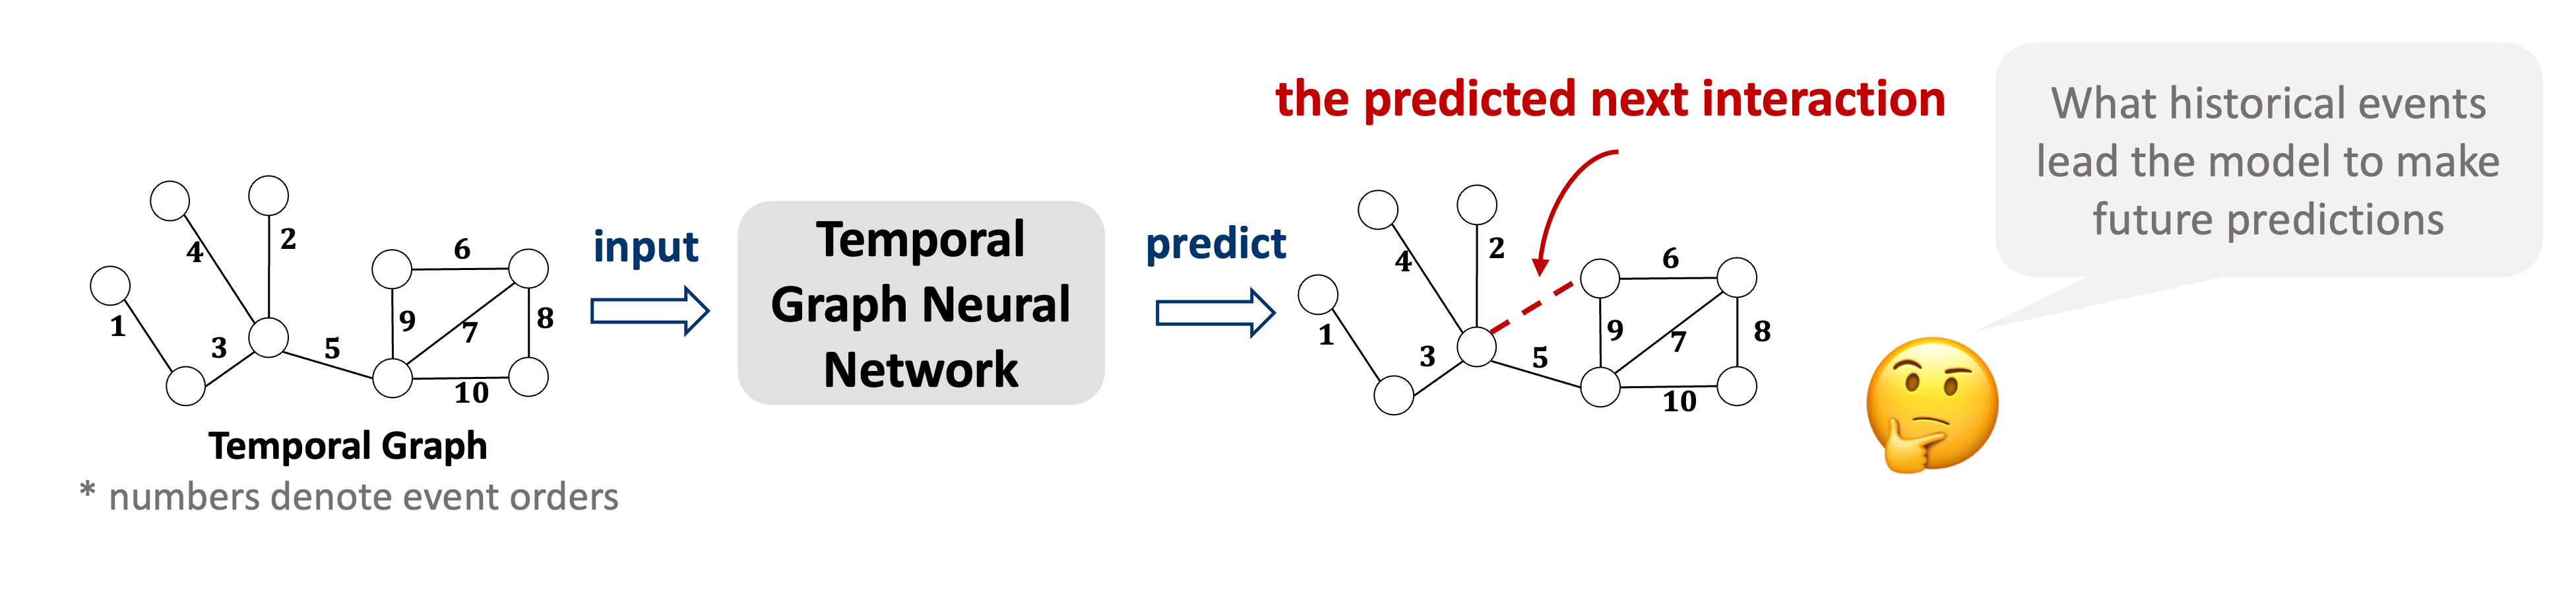 4
2
6
1
9
7
8
3
5
10
Temporal Graph
* numbers denote event orders
input
Temporal
Graph Neural
Network
predict
the predicted next interaction
4
2
6
1
9
7
8
3
5
10
What historical events
lead the model to make
future predictions